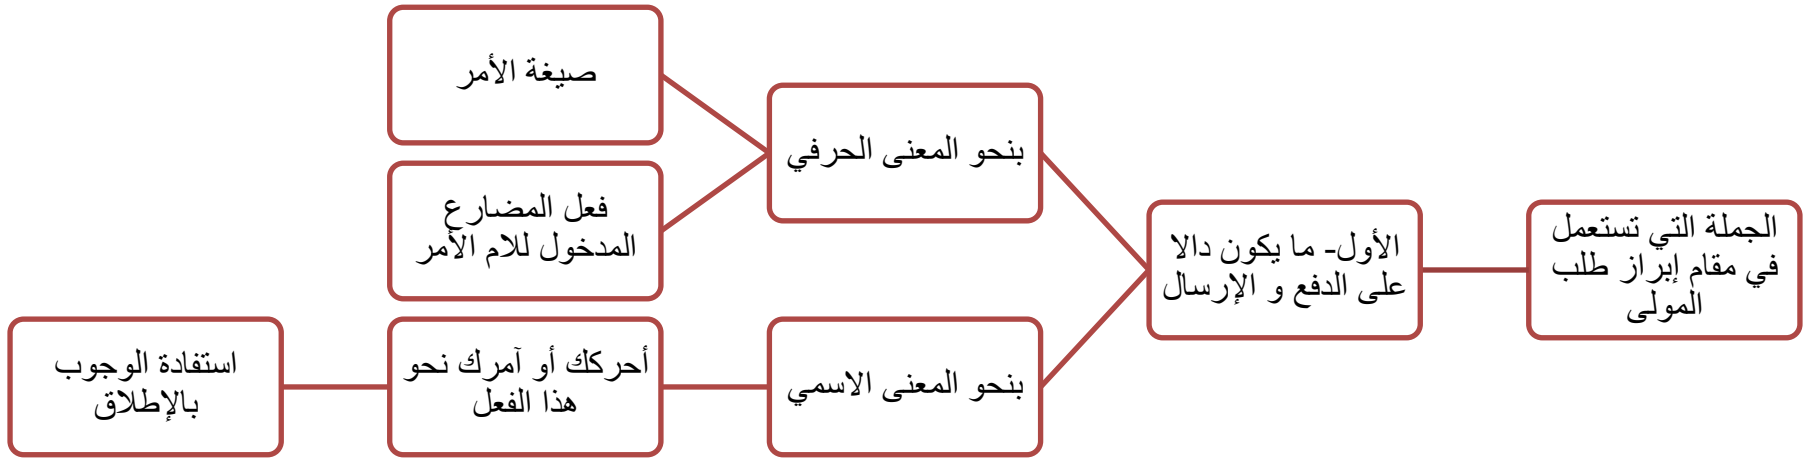 الجملة التي تستعمل
في مقام إبراز طلب
المولى
الأول- ما يكون دالا
على الدفع و الإرسال
بنحو المعنى الحرفي
صيغة الأمر
فعل المضارع
المدخول للام الأمر
بنحو المعنى الاسمي
أحركك أو آمرك نحو
هذا الفعل
استفادة الوجوب
بالإطلاق